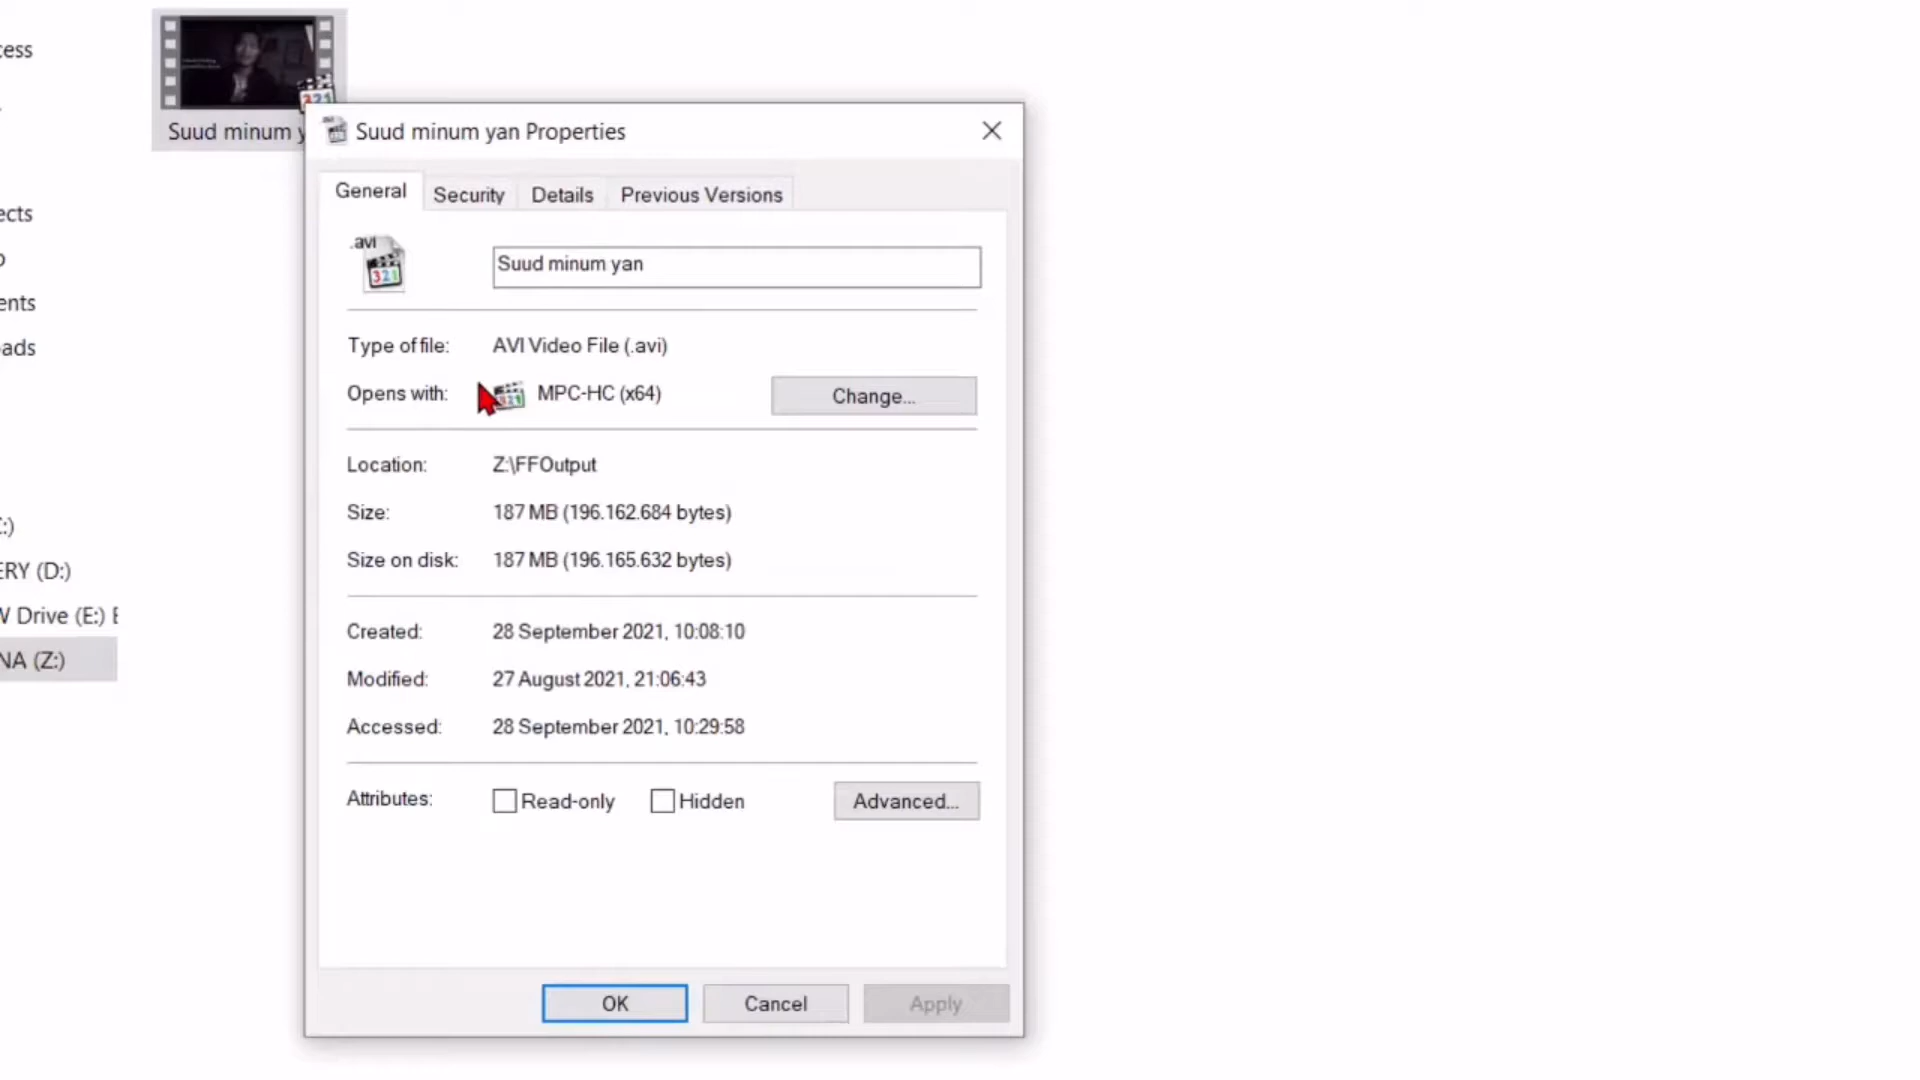 cess
Suud minum y
ects
ents
oads
C:)
ERY (D:)
W Drive (E:) E
NA (Z:)
Suud minum yan Properties
General
Security
Details
Previous Versions
.avi
321
Suud minum yan
Type of file:
AVI Video File (.avi)
Opens with:
MPC-HC (x64)
Change...
Location:
Z:\FFOutput
Size:
187 MB (196.162.684 bytes)
Size on disk:
187 MB (196.165.632 bytes)
Created:
28 September 2021, 10:08:10
Modified:
27 August 2021, 21:06:43
Accessed:
28 September 2021, 10:29:58
Attributes:
Read-only
Hidden
Advanced...
OK
Cancel
Apply